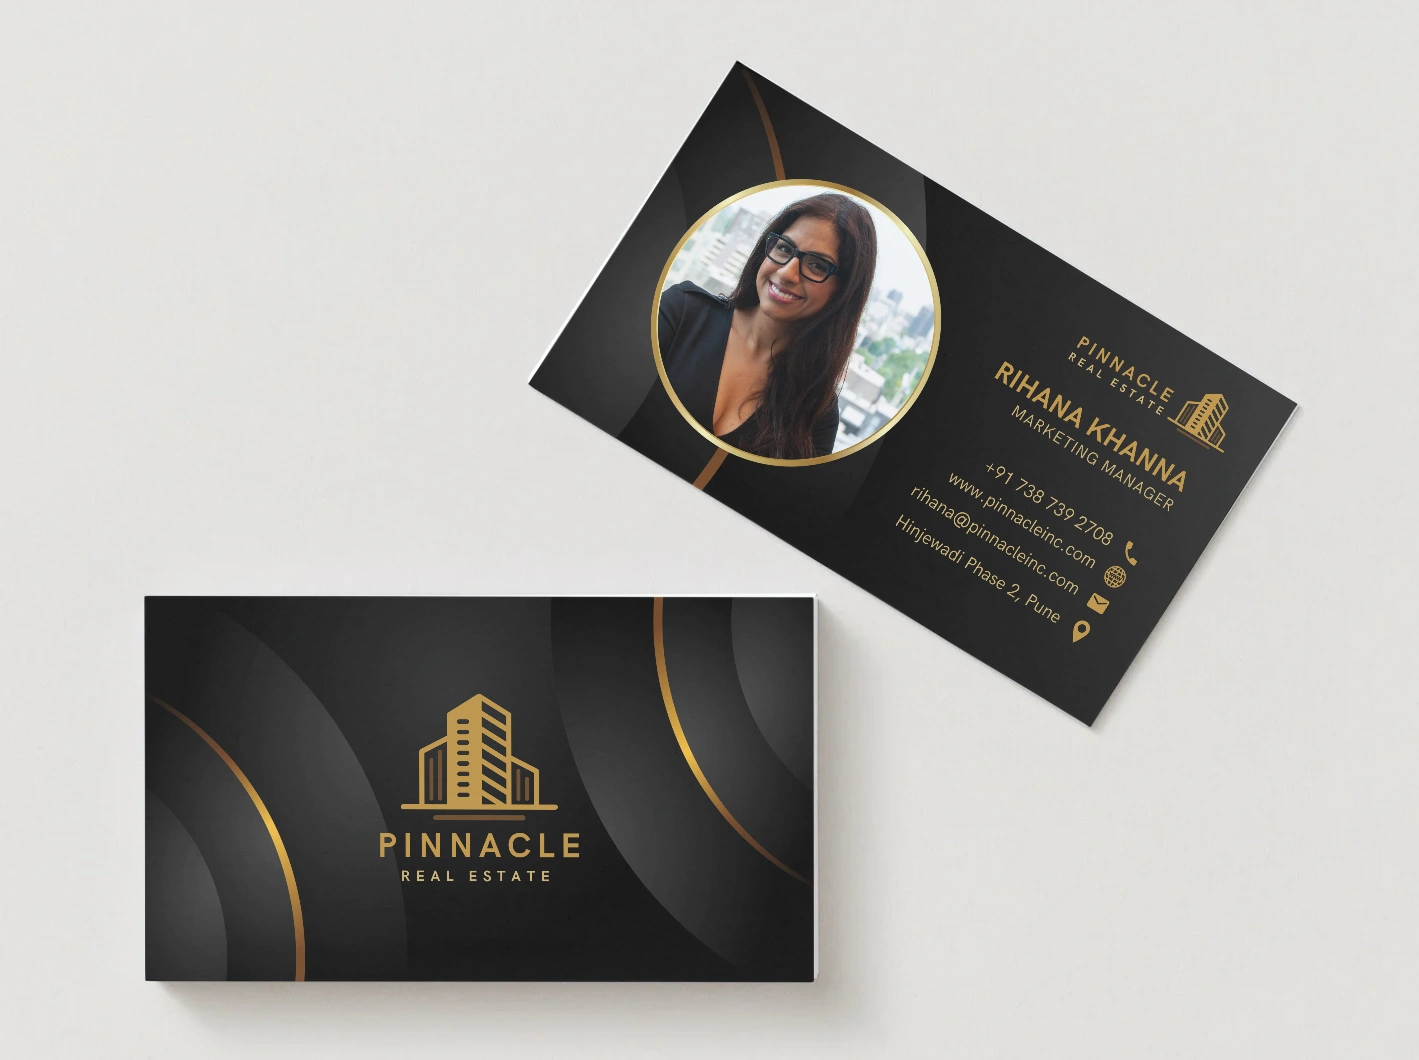 PINNACLE
REAL ESTATE
RIHANA KHANNA
MARKETING MANAGER
+91 738 739 2708
www.pinnacleinc.com
rihana@pinnacleinc.com
Hinjewadi Phase 2, Pune
PINNACLE
REAL ESTATE